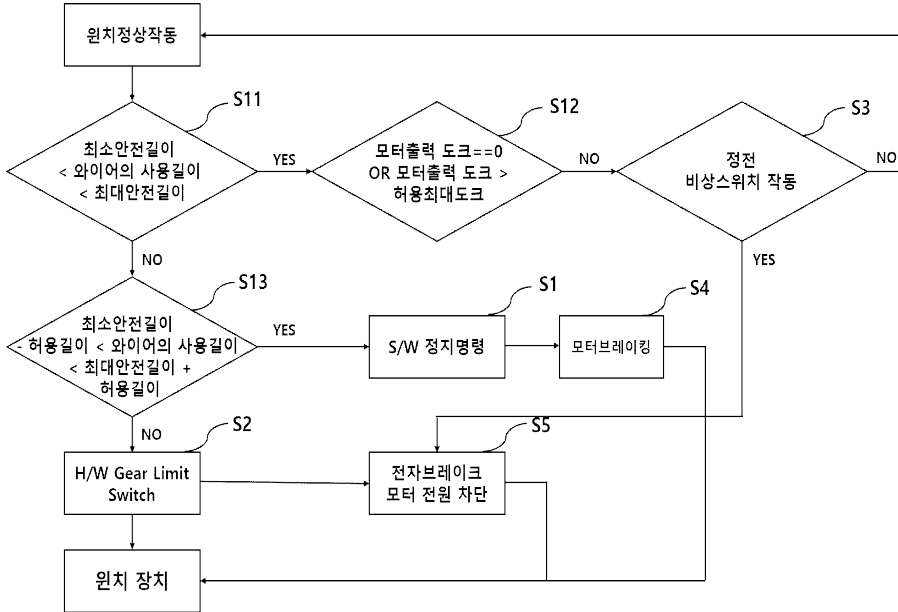 윈치정상작동
S11
최소안전길이
< 와이어의 사용길이
< 최대안전길이
YES
S12
모터출력 도크==0
OR 모터출력 도크 >
허용최대도크
NO
S3
정전
비상스위치 작동
NO
YES
NO
S13
최소안전길이
- 허용길이 < 와이어의 사용길이
< 최대안전길이 +
허용길이
YES
S1
S/W 정지명령
S4
모터브레이킹
NO
S2
H/W Gear Limit
Switch
S5
전자브레이크
모터 전원 차단
윈치 장치